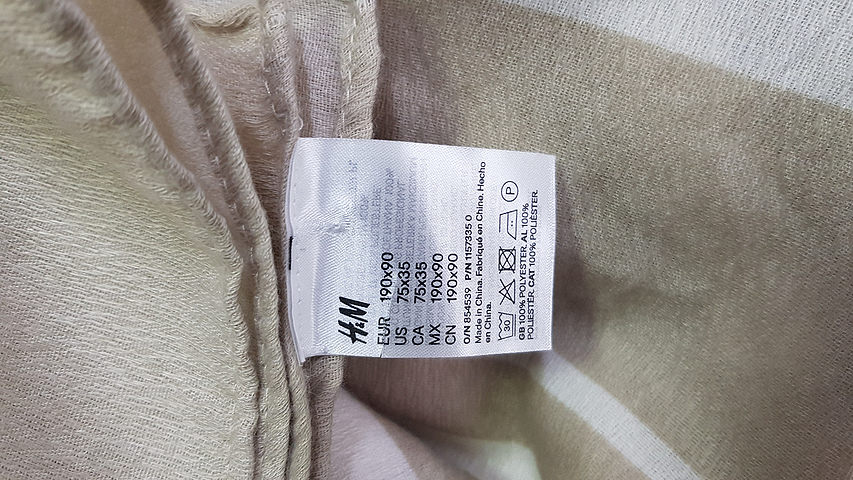 H&M
EUR 190x90
US 75x35
CA 75x35
MX 190x90
CN 190x90
O/N 854539 P/N 1157335 0
Made in China. Fabriqué en Chine. Hecho
en China.
30 P
GB 100% POLYESTER. AL 100%
POLIESTER. CAT 100% POLIÈSTER.